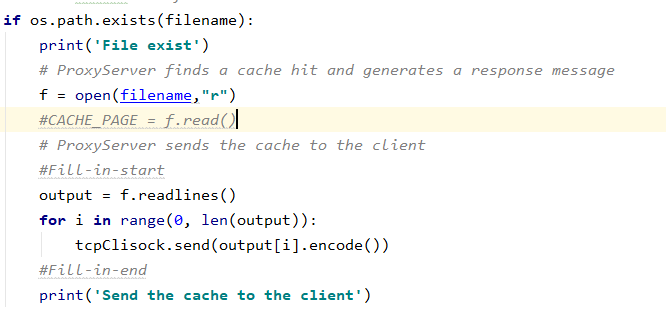 if os.path.exists(filename):
    print('File exist')
    # ProxyServer finds a cache hit and generates a response message
    f = open(filename,"r")
    #CACHE_PAGE = f.read()
    # ProxyServer sends the cache to the client
    #Fill-in-start
    output = f.readlines()
    for i in range(0, len(output)):
        tcpClisock.send(output[i].encode())
    #Fill-in-end
    print('Send the cache to the client')